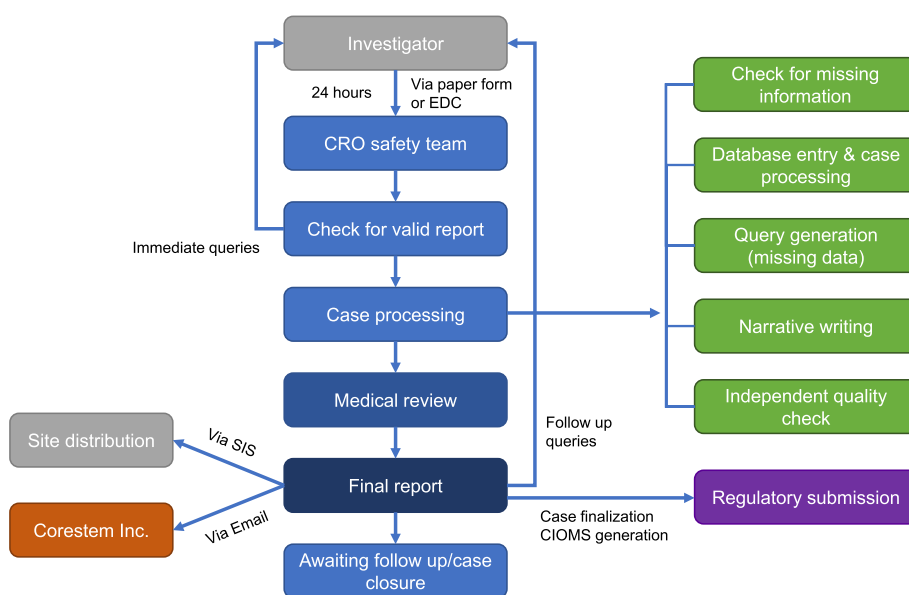 Investigator
24 hours
Via paper form
or EDC
CRO safety team
Check for valid report
Immediate queries
Case processing
Medical review
Final report
Follow up
queries
Awaiting follow up/case
closure
Site distribution
Via SIS
Corestem Inc.
Via Email
Case finalization
CIOMS generation
Regulatory submission
Check for missing
information
Database entry & case
processing
Query generation
(missing data)
Narrative writing
Independent quality
check